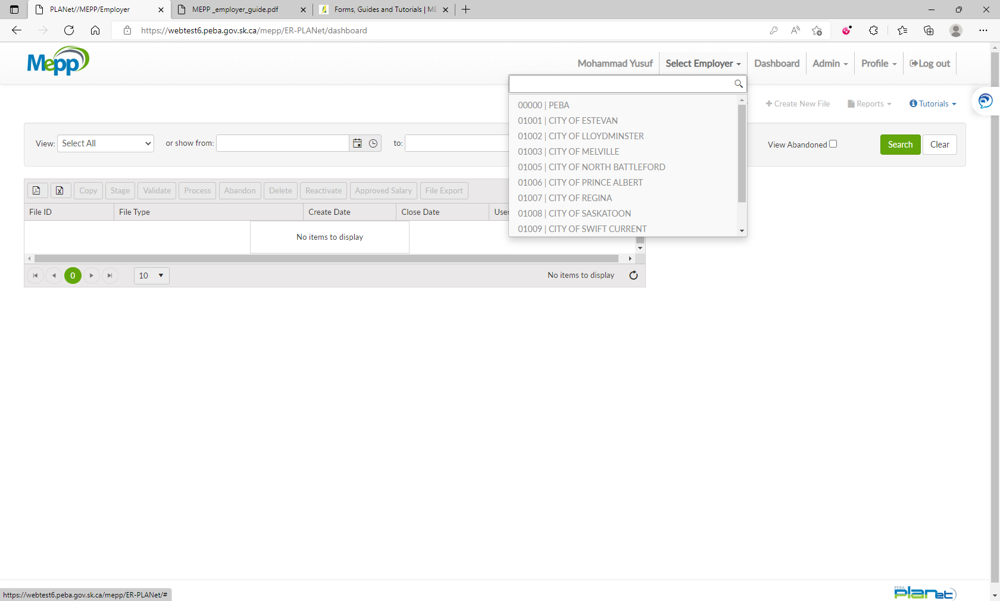 PLANet//MEPP/Employer
MEPP _employer_guide.pdf
Forms, Guides and Tutorials | ME
https://webtest6.peba.gov.sk.ca/mepp/ER-PLANet/dashboard
Mepp
Mohammad Yusuf
Select Employer
Dashboard
Admin
Profile
Log out
00000 | PEBA
01001 | CITY OF ESTEVAN
01002 | CITY OF LLOYDMINSTER
01003 | CITY OF MELVILLE
01005 | CITY OF NORTH BATTLEFORD
01006 | CITY OF PRINCE ALBERT
01007 | CITY OF REGINA
01008 | CITY OF SASKATOON
01009 | CITY OF SWIFT CURRENT
Create New File
Reports
Tutorials
View: Select All
or show from:
to:
View Abandoned
Search
Clear
Copy
Stage
Validate
Process
Abandon
Delete
Reactivate
Approved Salary
File Export
File ID
File Type
Create Date
Close Date
User
No items to display
0
10
No items to display
https://webtest6.peba.gov.sk.ca/mepp/ER-PLANet/#
PEBA
planet